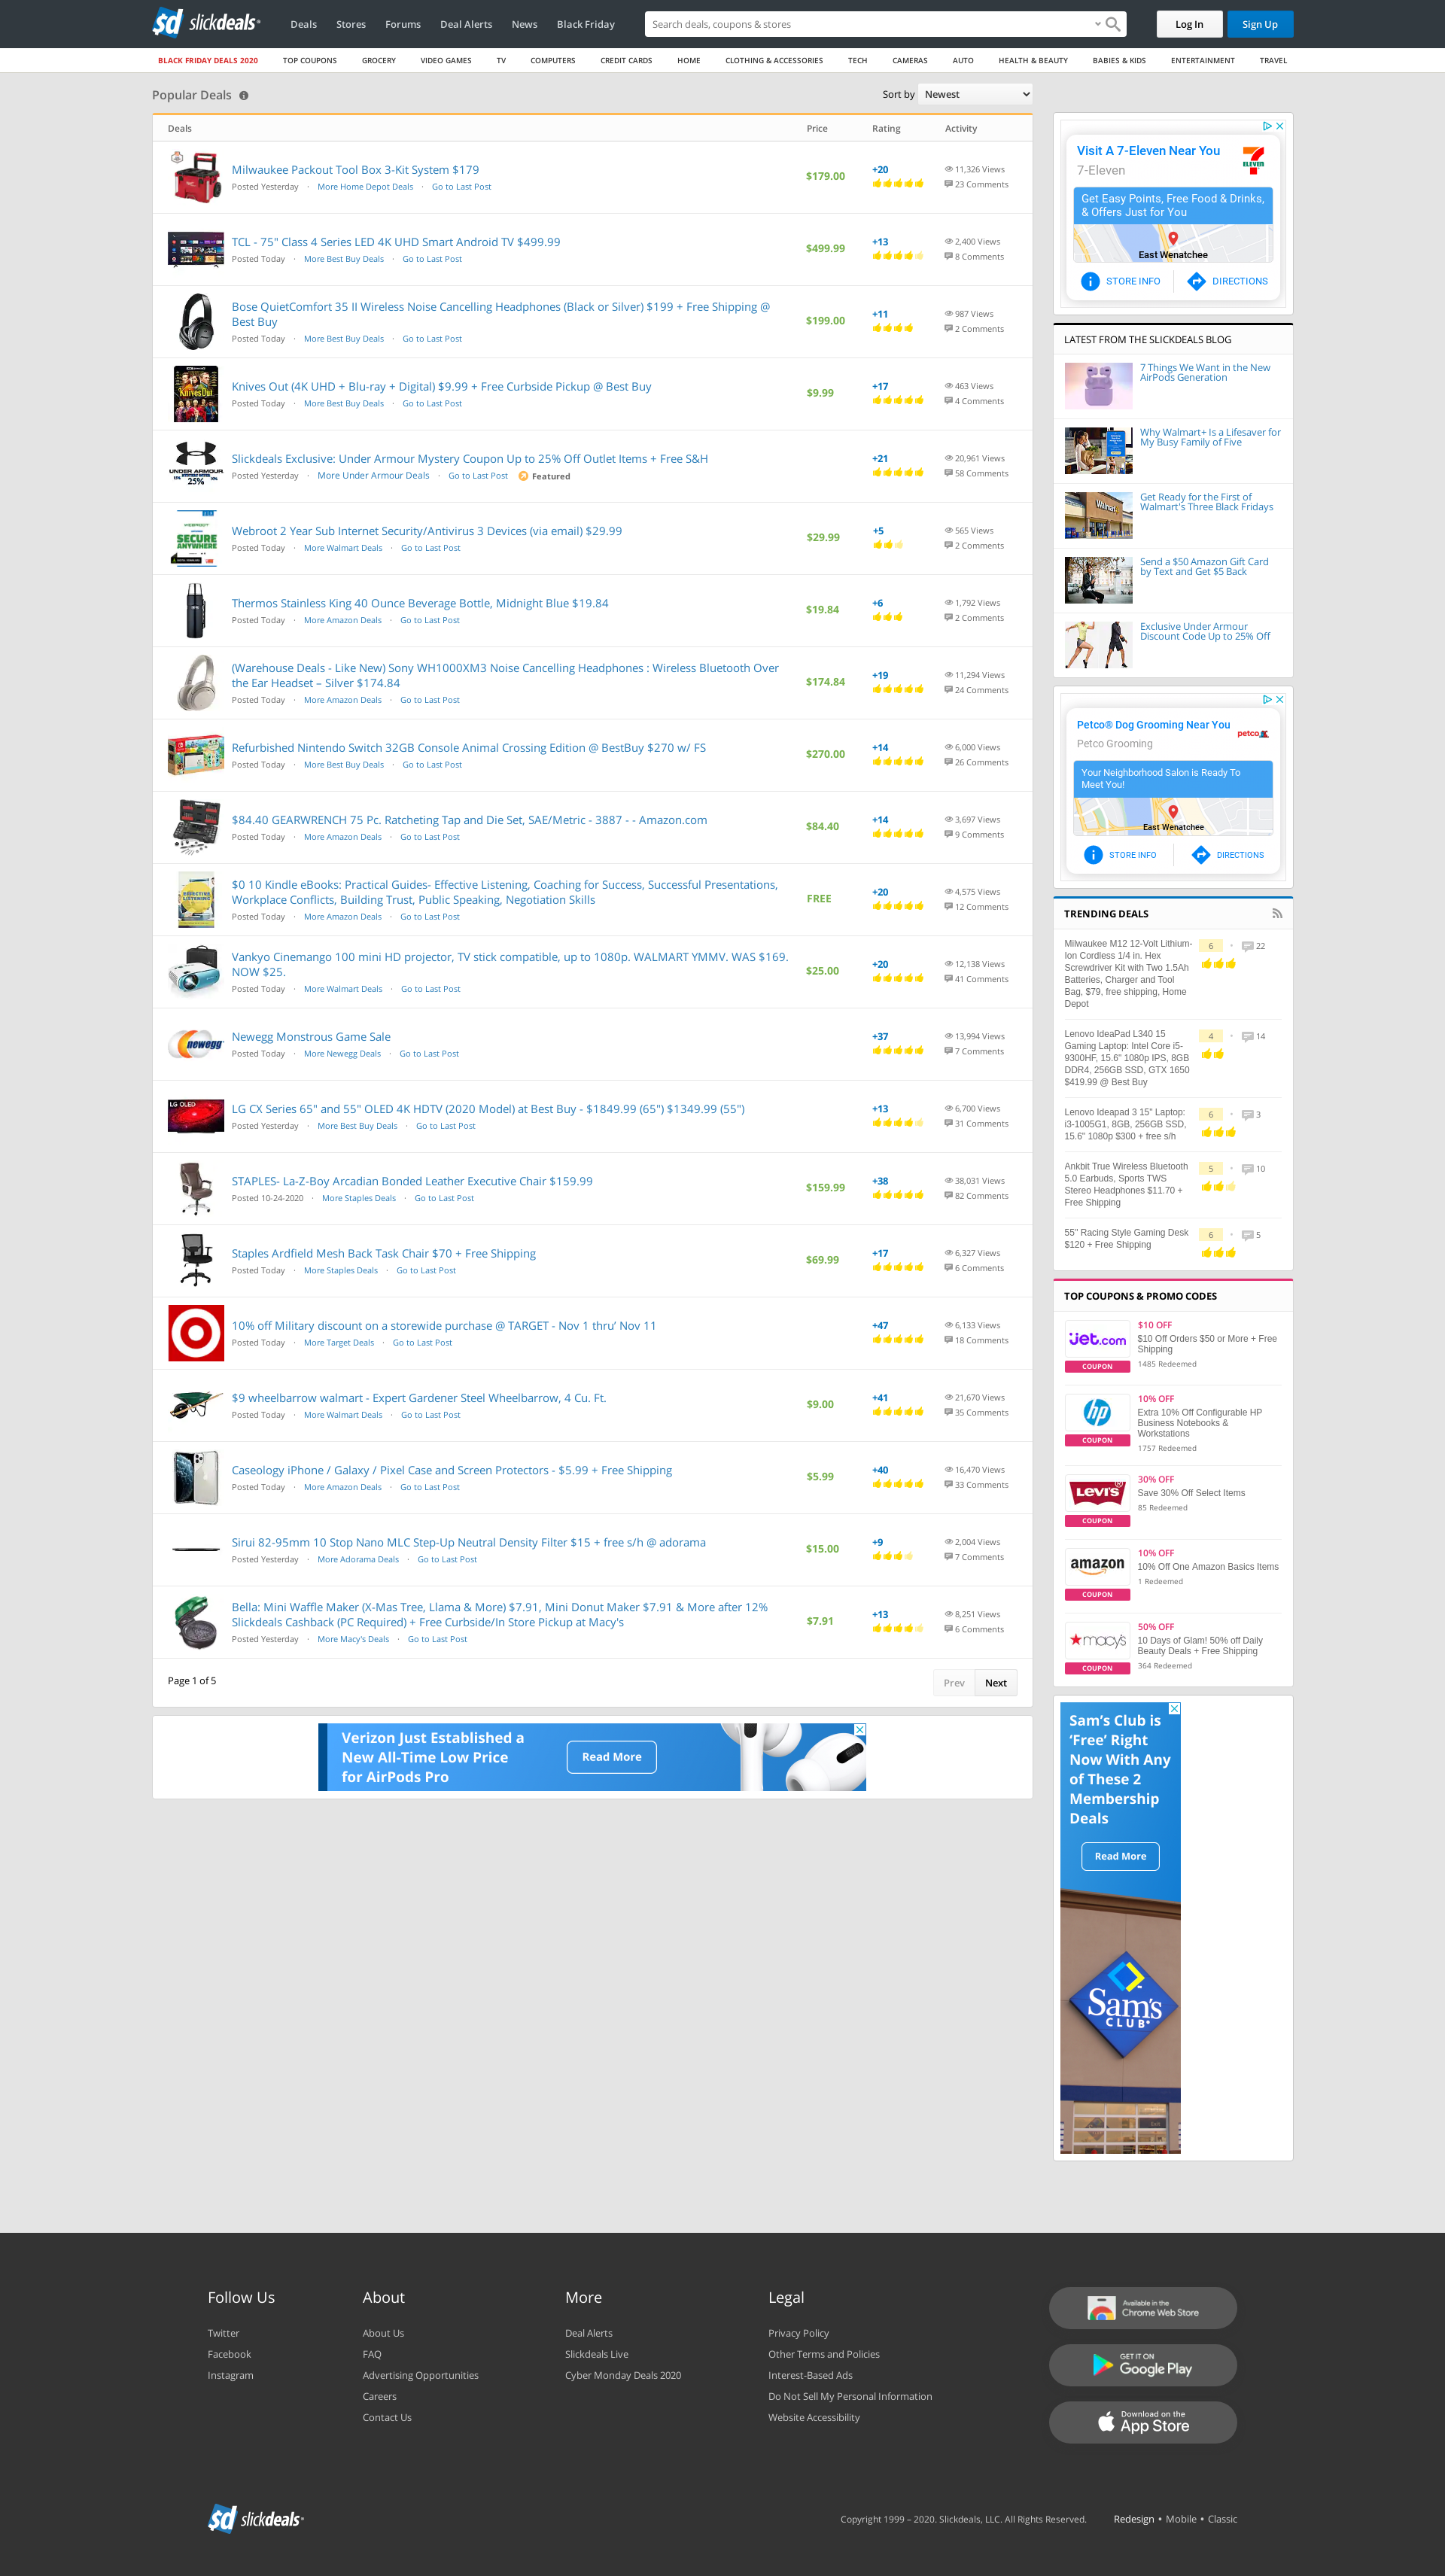 sd slickdeals
Deals
Stores
Forums
Deal Alerts
News
Black Friday
Search deals, coupons & stores
Log In
Sign Up
BLACK FRIDAY DEALS 2020
TOP COUPONS
GROCERY
VIDEO GAMES
TV
COMPUTERS
CREDIT CARDS
HOME
CLOTHING & ACCESSORIES
TECH
CAMERAS
AUTO
HEALTH & BEAUTY
BABIES & KIDS
ENTERTAINMENT
TRAVEL
Popular Deals
Sort by Newest
Deals Price Rating Activity
Milwaukee Packout Tool Box 3-Kit System $179
Posted Yesterday · More Home Depot Deals · Go to Last Post
$179.00
+20
11,326 Views
23 Comments
TCL - 75" Class 4 Series LED 4K UHD Smart Android TV $499.99
Posted Today · More Best Buy Deals · Go to Last Post
$499.99
+13
2,400 Views
8 Comments
Bose QuietComfort 35 II Wireless Noise Cancelling Headphones (Black or Silver) $199 + Free Shipping @
Best Buy
Posted Today · More Best Buy Deals · Go to Last Post
$199.00
+11
987 Views
2 Comments
Knives Out (4K UHD + Blu-ray + Digital) $9.99 + Free Curbside Pickup @ Best Buy
Posted Today · More Best Buy Deals · Go to Last Post
$9.99
+17
463 Views
4 Comments
UNDER ARMOUR
25%
Slickdeals Exclusive: Under Armour Mystery Coupon Up to 25% Off Outlet Items + Free S&H
Posted Yesterday · More Under Armour Deals · Go to Last Post Featured
+21
20,961 Views
58 Comments
WEBROOT
SECURE
ANYWHERE
Webroot 2 Year Sub Internet Security/Antivirus 3 Devices (via email) $29.99
Posted Today · More Walmart Deals · Go to Last Post
$29.99
+5
565 Views
2 Comments
Thermos Stainless King 40 Ounce Beverage Bottle, Midnight Blue $19.84
Posted Today · More Amazon Deals · Go to Last Post
$19.84
+6
1,792 Views
2 Comments
(Warehouse Deals - Like New) Sony WH1000XM3 Noise Cancelling Headphones : Wireless Bluetooth Over
the Ear Headset – Silver $174.84
Posted Today · More Amazon Deals · Go to Last Post
$174.84
+19
11,294 Views
24 Comments
Refurbished Nintendo Switch 32GB Console Animal Crossing Edition @ BestBuy $270 w/ FS
Posted Today · More Best Buy Deals · Go to Last Post
$270.00
+14
6,000 Views
26 Comments
$84.40 GEARWRENCH 75 Pc. Ratcheting Tap and Die Set, SAE/Metric - 3887 - - Amazon.com
Posted Today · More Amazon Deals · Go to Last Post
$84.40
+14
3,697 Views
9 Comments
$0 10 Kindle eBooks: Practical Guides- Effective Listening, Coaching for Success, Successful Presentations,
Workplace Conflicts, Building Trust, Public Speaking, Negotiation Skills
Posted Today · More Amazon Deals · Go to Last Post
FREE
+20
4,575 Views
12 Comments
Vankyo Cinemango 100 mini HD projector, TV stick compatible, up to 1080p. WALMART YMMV. WAS $169.
NOW $25.
Posted Today · More Walmart Deals · Go to Last Post
$25.00
+20
12,138 Views
41 Comments
newegg
Newegg Monstrous Game Sale
Posted Today · More Newegg Deals · Go to Last Post
+37
13,994 Views
7 Comments
LG OLED
LG CX Series 65" and 55" OLED 4K HDTV (2020 Model) at Best Buy - $1849.99 (65") $1349.99 (55")
Posted Yesterday · More Best Buy Deals · Go to Last Post
+13
6,700 Views
31 Comments
STAPLES- La-Z-Boy Arcadian Bonded Leather Executive Chair $159.99
Posted 10-24-2020 · More Staples Deals · Go to Last Post
$159.99
+38
38,031 Views
82 Comments
Staples Ardfield Mesh Back Task Chair $70 + Free Shipping
Posted Today · More Staples Deals · Go to Last Post
$69.99
+17
6,327 Views
6 Comments
10% off Military discount on a storewide purchase @ TARGET - Nov 1 thru' Nov 11
Posted Today · More Target Deals · Go to Last Post
+47
6,133 Views
18 Comments
$9 wheelbarrow walmart - Expert Gardener Steel Wheelbarrow, 4 Cu. Ft.
Posted Today · More Walmart Deals · Go to Last Post
$9.00
+41
21,670 Views
35 Comments
Caseology iPhone / Galaxy / Pixel Case and Screen Protectors - $5.99 + Free Shipping
Posted Today · More Amazon Deals · Go to Last Post
$5.99
+40
16,470 Views
33 Comments
Sirui 82-95mm 10 Stop Nano MLC Step-Up Neutral Density Filter $15 + free s/h @ adorama
Posted Yesterday · More Adorama Deals · Go to Last Post
$15.00
+9
2,004 Views
7 Comments
Bella: Mini Waffle Maker (X-Mas Tree, Llama & More) $7.91, Mini Donut Maker $7.91 & More after 12%
Slickdeals Cashback (PC Required) + Free Curbside/In Store Pickup at Macy's
Posted Yesterday · More Macy's Deals · Go to Last Post
$7.91
+13
8,251 Views
6 Comments
Page 1 of 5
Prev Next
Verizon Just Established a
New All-Time Low Price
for AirPods Pro
Read More
Visit A 7-Eleven Near You
7-Eleven
Get Easy Points, Free Food & Drinks,
& Offers Just for You
East Wenatchee
STORE INFO DIRECTIONS
LATEST FROM THE SLICKDEALS BLOG
7 Things We Want in the New
AirPods Generation
Why Walmart+ Is a Lifesaver for
My Busy Family of Five
Get Ready for the First of
Walmart's Three Black Fridays
Send a $50 Amazon Gift Card
by Text and Get $5 Back
Exclusive Under Armour
Discount Code Up to 25% Off
Petco® Dog Grooming Near You
Petco Grooming
petco
Your Neighborhood Salon is Ready To
Meet You!
East Wenatchee
STORE INFO DIRECTIONS
TRENDING DEALS
Milwaukee M12 12-Volt Lithium-
Ion Cordless 1/4 in. Hex
Screwdriver Kit with Two 1.5Ah
Batteries, Charger and Tool
Bag, $79, free shipping, Home
Depot
6 22
Lenovo IdeaPad L340 15
Gaming Laptop: Intel Core i5-
9300HF, 15.6" 1080p IPS, 8GB
DDR4, 256GB SSD, GTX 1650
$419.99 @ Best Buy
4 14
Lenovo Ideapad 3 15" Laptop:
i3-1005G1, 8GB, 256GB SSD,
15.6" 1080p $300 + free s/h
6 3
Ankbit True Wireless Bluetooth
5.0 Earbuds, Sports TWS
Stereo Headphones $11.70 +
Free Shipping
5 10
55" Racing Style Gaming Desk
$120 + Free Shipping
6 5
TOP COUPONS & PROMO CODES
jet.com
COUPON
$10 OFF
$10 Off Orders $50 or More + Free
Shipping
1485 Redeemed
hp
COUPON
10% OFF
Extra 10% Off Configurable HP
Business Notebooks &
Workstations
1757 Redeemed
LEVI'S
COUPON
30% OFF
Save 30% Off Select Items
85 Redeemed
amazon
COUPON
10% OFF
10% Off One Amazon Basics Items
1 Redeemed
macys
COUPON
50% OFF
10 Days of Glam! 50% off Daily
Beauty Deals + Free Shipping
364 Redeemed
Sam's Club is
'Free' Right
Now With Any
of These 2
Membership
Deals
Read More
Sam's
CLUB
Follow Us
Twitter
Facebook
Instagram
About
About Us
FAQ
Advertising Opportunities
Careers
Contact Us
More
Deal Alerts
Slickdeals Live
Cyber Monday Deals 2020
Legal
Privacy Policy
Other Terms and Policies
Interest-Based Ads
Do Not Sell My Personal Information
Website Accessibility
Available in the
Chrome Web Store
GET IT ON
Google Play
Download on the
App Store
sd slickdeals
Copyright 1999 – 2020. Slickdeals, LLC. All Rights Reserved.
Redesign • Mobile • Classic